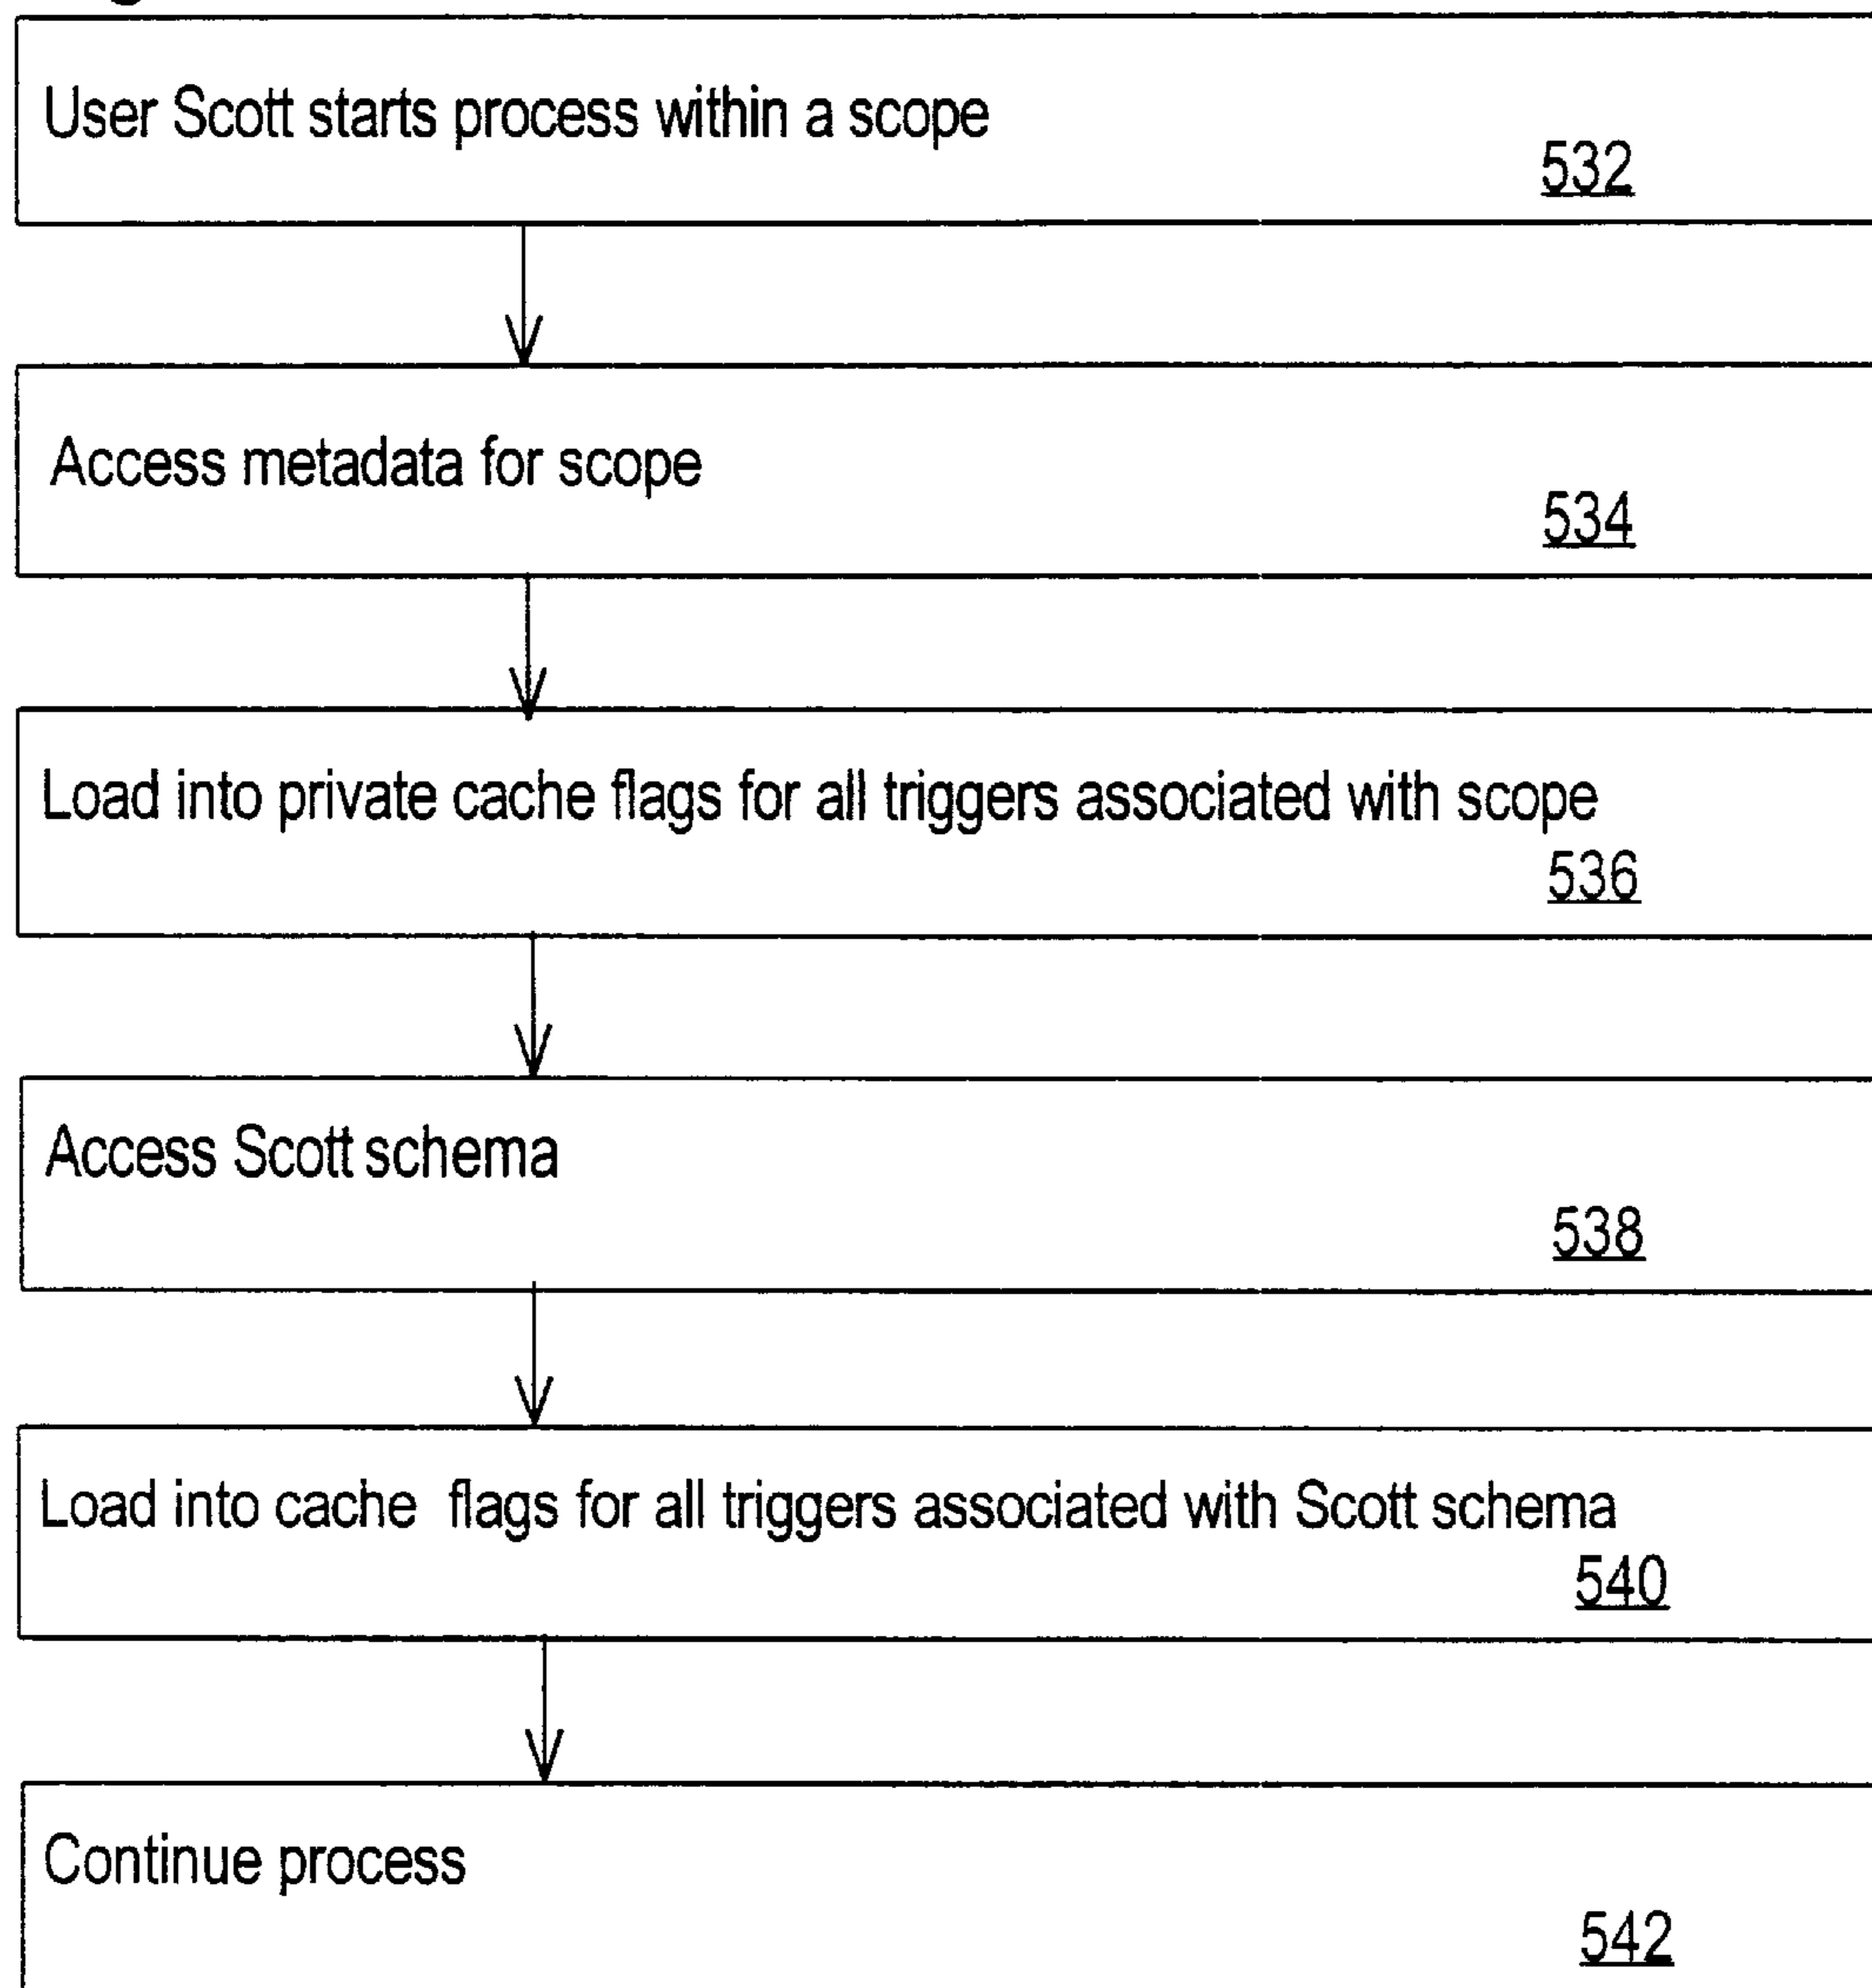 User Scott starts process within a scope
532
Access metadata for scope
534
Load into private cache flags for all triggers associated with scope
536
Access Scott schema
538
Load into cache flags for all triggers associated with Scott schema
540
Continue process
542